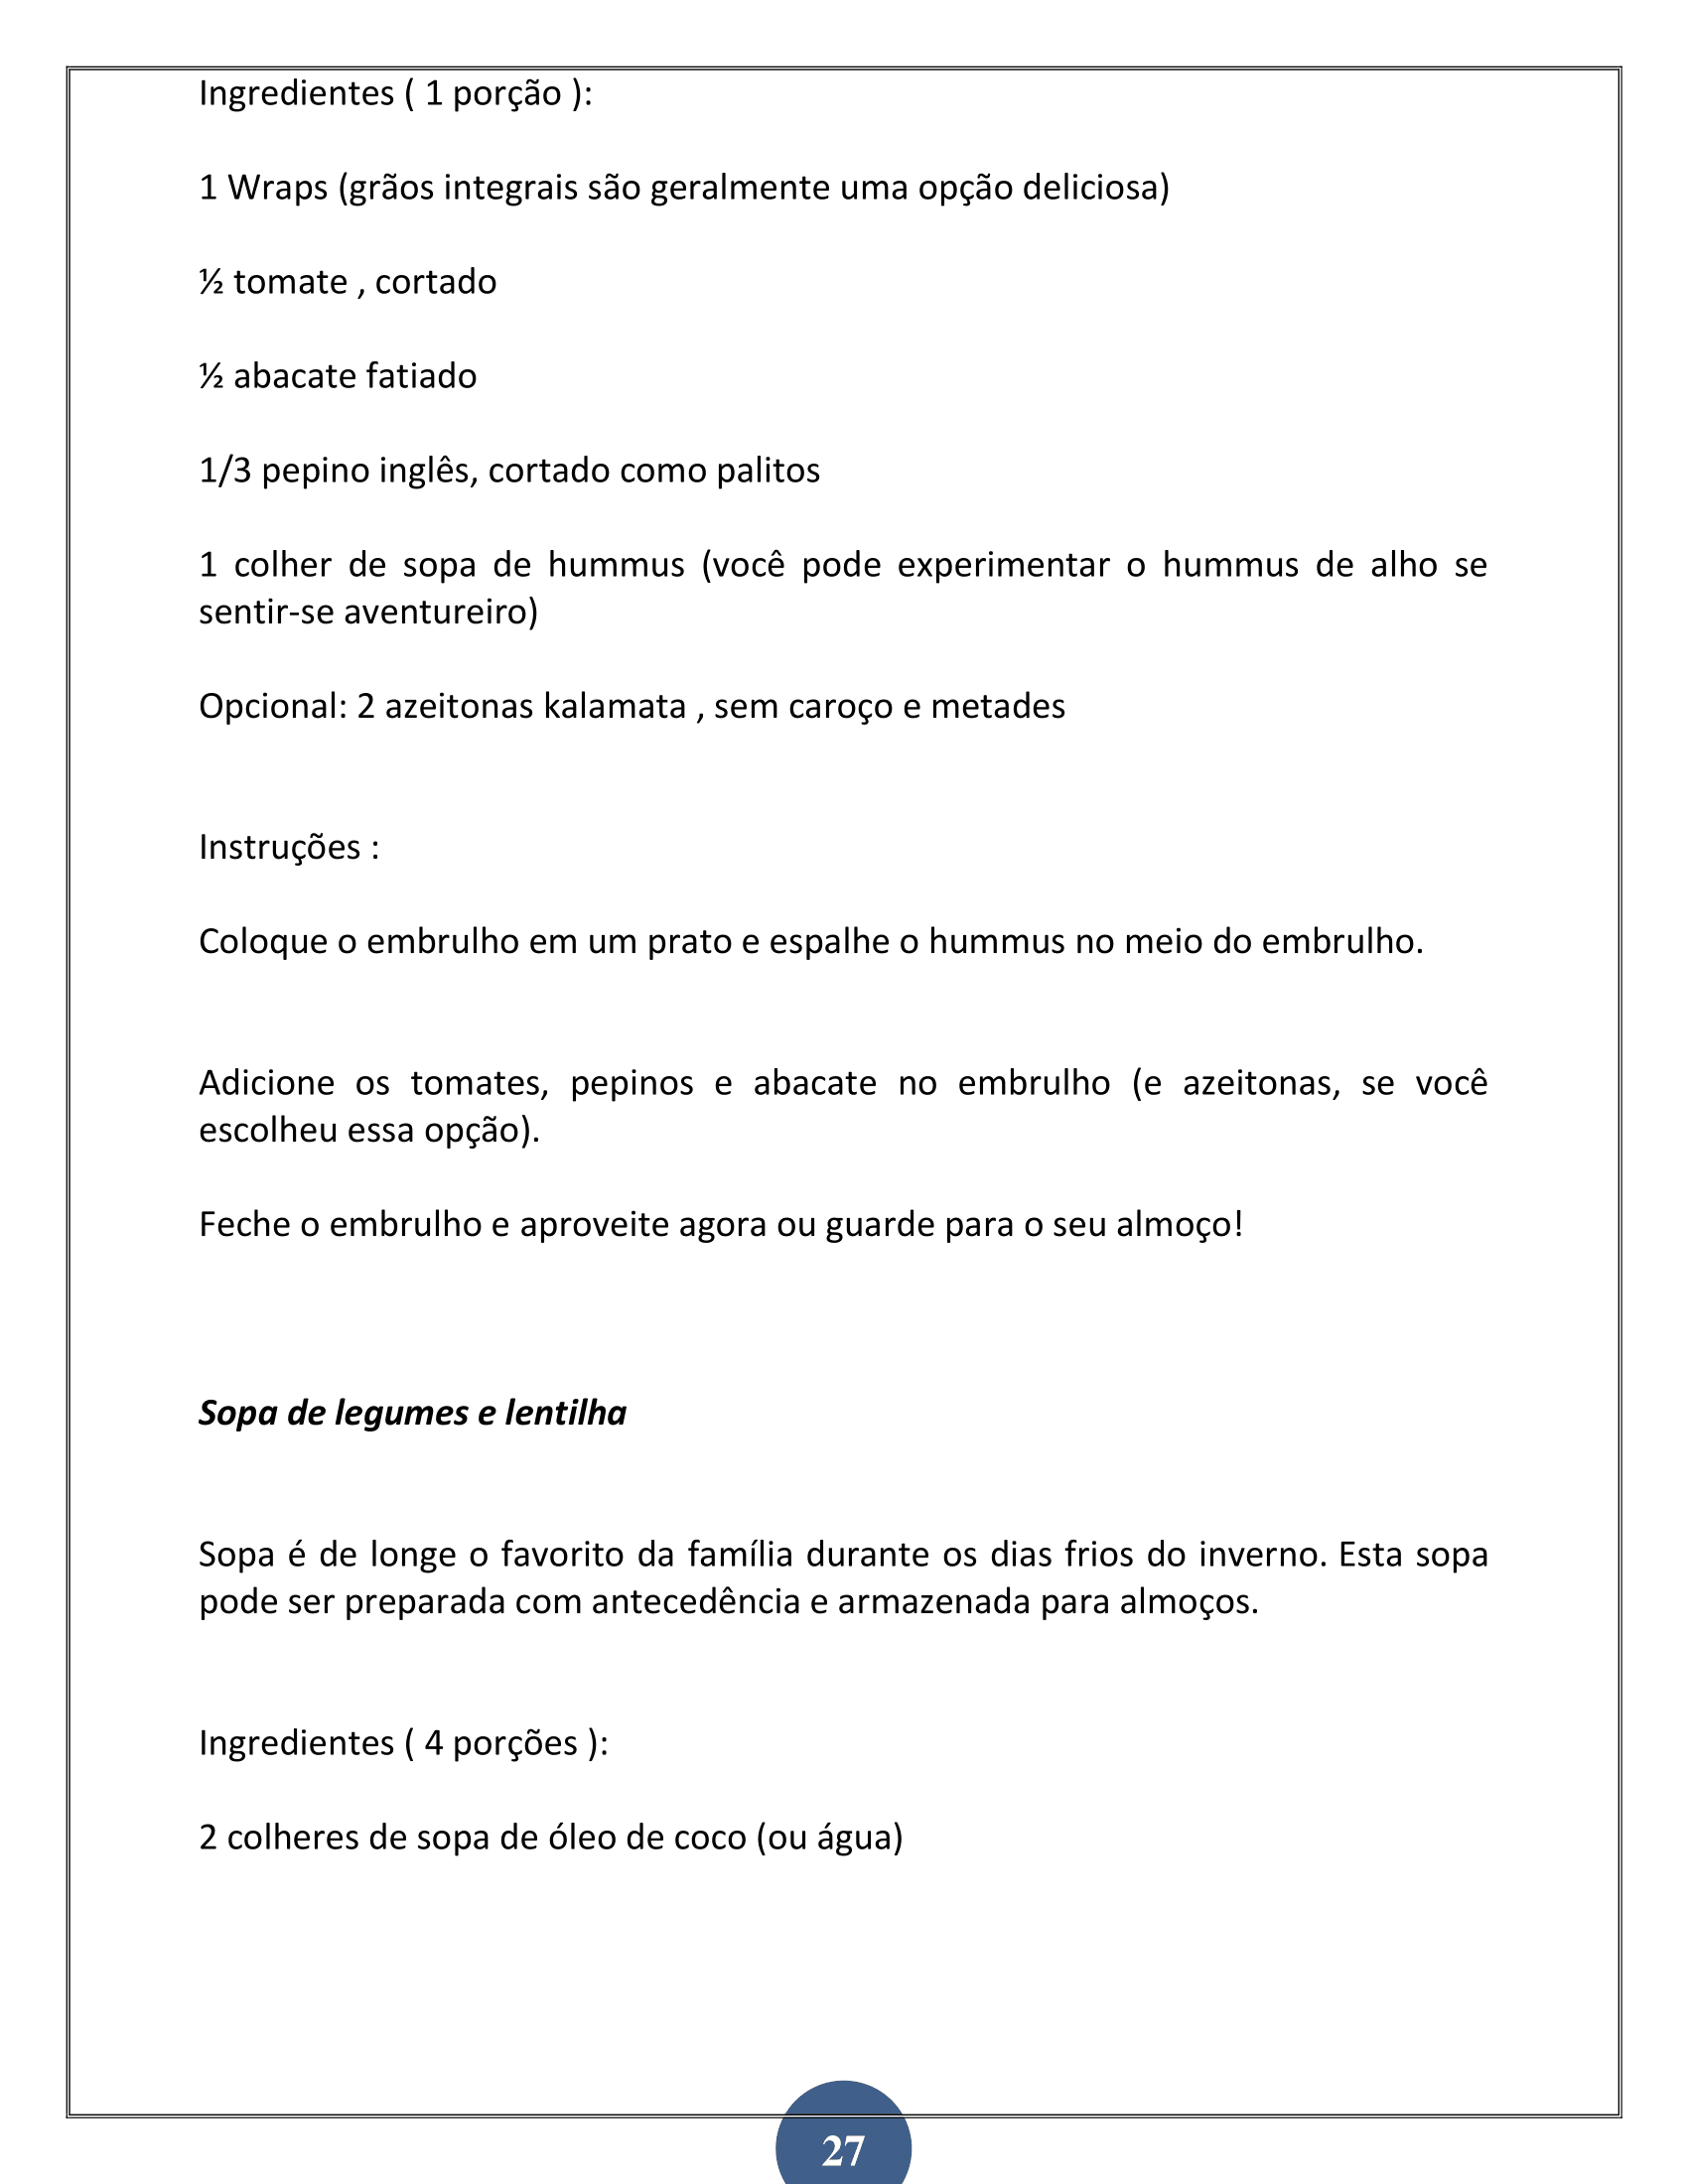 Ingredientes ( 1 porção ):
1 Wraps (grãos integrais são geralmente uma opção deliciosa)
½ tomate , cortado
½ abacate fatiado
1/3 pepino inglês, cortado como palitos
1 colher de sopa de hummus (você pode experimentar o hummus de alho se
sentir-se aventureiro)
Opcional: 2 azeitonas kalamata , sem caroço e metades
Instruções :
Coloque o embrulho em um prato e espalhe o hummus no meio do embrulho.
Adicione os tomates, pepinos e abacate no embrulho (e azeitonas, se você
escolheu essa opção).
Feche o embrulho e aproveite agora ou guarde para o seu almoço!
Sopa de legumes e lentilha
Sopa é de longe o favorito da família durante os dias frios do inverno. Esta sopa
pode ser preparada com antecedência e armazenada para almoços.
Ingredientes ( 4 porções ):
2 colheres de sopa de óleo de coco (ou água)
27